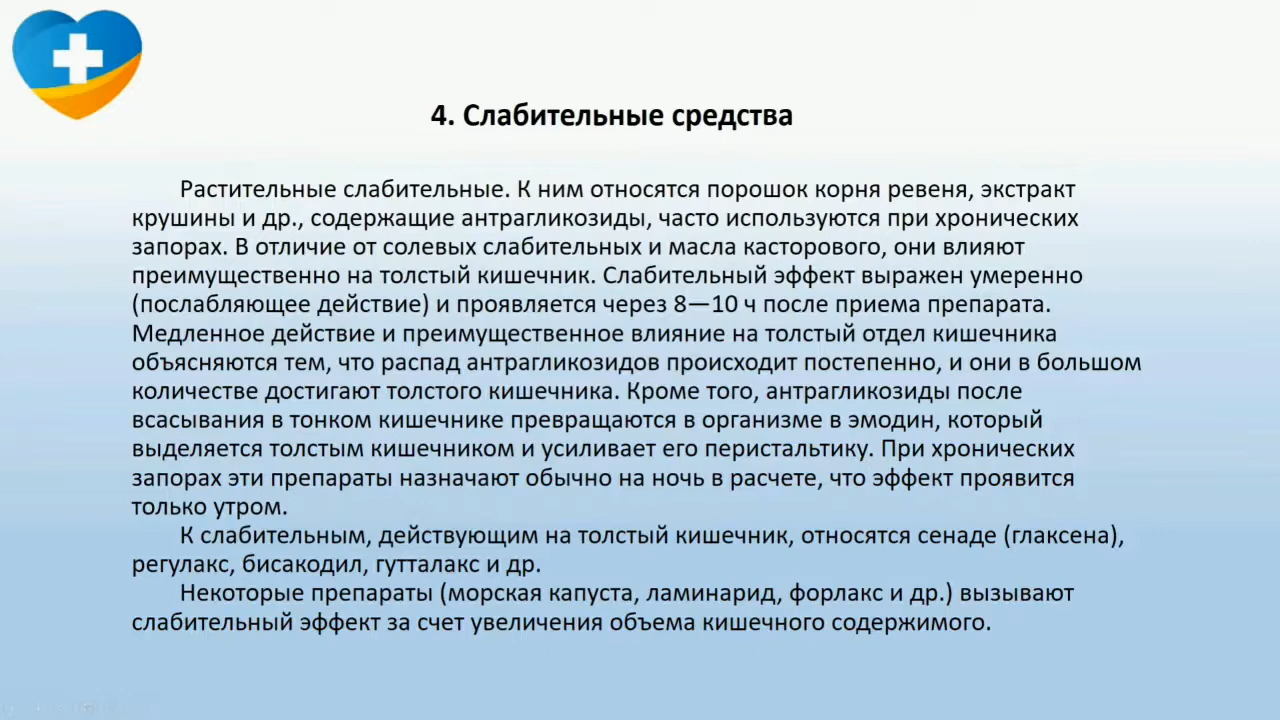 4. Слабительные средства
Растительные слабительные. К ним относятся порошок корня ревеня, экстракт
крушины и др., содержащие антрагликозиды, часто используются при хронических
запорах. В отличие от солевых слабительных и масла касторового, они влияют
преимущественно на толстый кишечник. Слабительный эффект выражен умеренно
(послабляющее действие) и проявляется через 8—10 ч после приема препарата.
Медленное действие и преимущественное влияние на толстый отдел кишечника
объясняются тем, что распад антрагликозидов происходит постепенно, и они в большом
количестве достигают толстого кишечника. Кроме того, антрагликозиды после
всасывания в тонком кишечнике превращаются в организме в эмодин, который
выделяется толстым кишечником и усиливает его перистальтику. При хронических
запорах эти препараты назначают обычно на ночь в расчете, что эффект проявится
только утром.
К слабительным, действующим на толстый кишечник, относятся сенаде (глаксена),
регулакс, бисакодил, гутталакс и др.
Некоторые препараты (морская капуста, ламинарид, форлакс и др.) вызывают
слабительный эффект за счет увеличения объема кишечного содержимого.